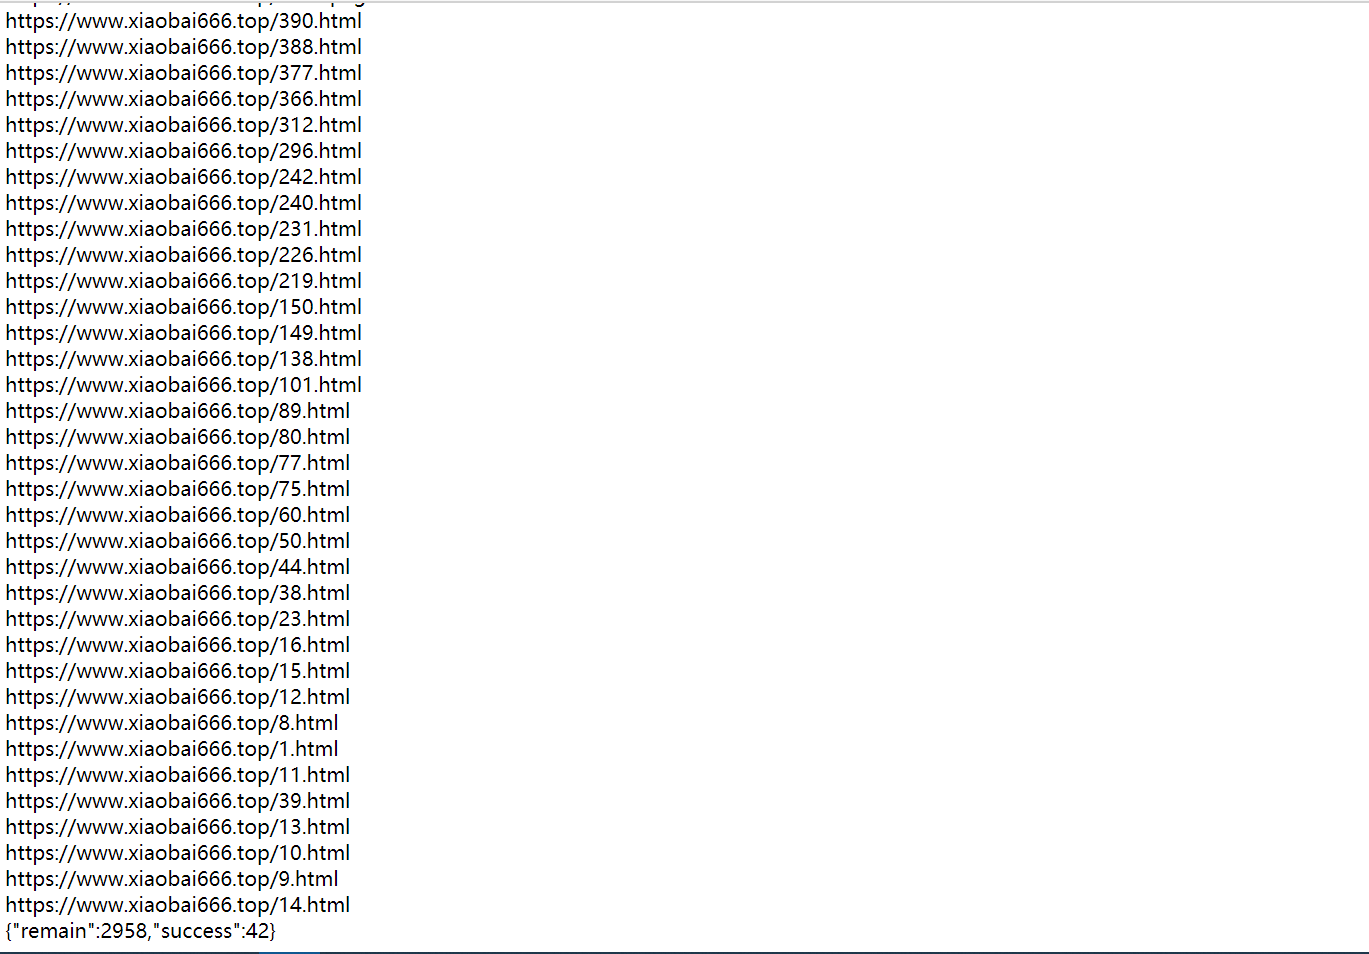 https://www.xiaobai666.top/390.html
https://www.xiaobai666.top/388.html
https://www.xiaobai666.top/377.html
https://www.xiaobai666.top/366.html
https://www.xiaobai666.top/312.html
https://www.xiaobai666.top/296.html
https://www.xiaobai666.top/242.html
https://www.xiaobai666.top/240.html
https://www.xiaobai666.top/231.html
https://www.xiaobai666.top/226.html
https://www.xiaobai666.top/219.html
https://www.xiaobai666.top/150.html
https://www.xiaobai666.top/149.html
https://www.xiaobai666.top/138.html
https://www.xiaobai666.top/101.html
https://www.xiaobai666.top/89.html
https://www.xiaobai666.top/80.html
https://www.xiaobai666.top/77.html
https://www.xiaobai666.top/75.html
https://www.xiaobai666.top/60.html
https://www.xiaobai666.top/50.html
https://www.xiaobai666.top/44.html
https://www.xiaobai666.top/38.html
https://www.xiaobai666.top/23.html
https://www.xiaobai666.top/16.html
https://www.xiaobai666.top/15.html
https://www.xiaobai666.top/12.html
https://www.xiaobai666.top/8.html
https://www.xiaobai666.top/1.html
https://www.xiaobai666.top/11.html
https://www.xiaobai666.top/39.html
https://www.xiaobai666.top/13.html
https://www.xiaobai666.top/10.html
https://www.xiaobai666.top/9.html
https://www.xiaobai666.top/14.html
{"remain":2958,"success":42}